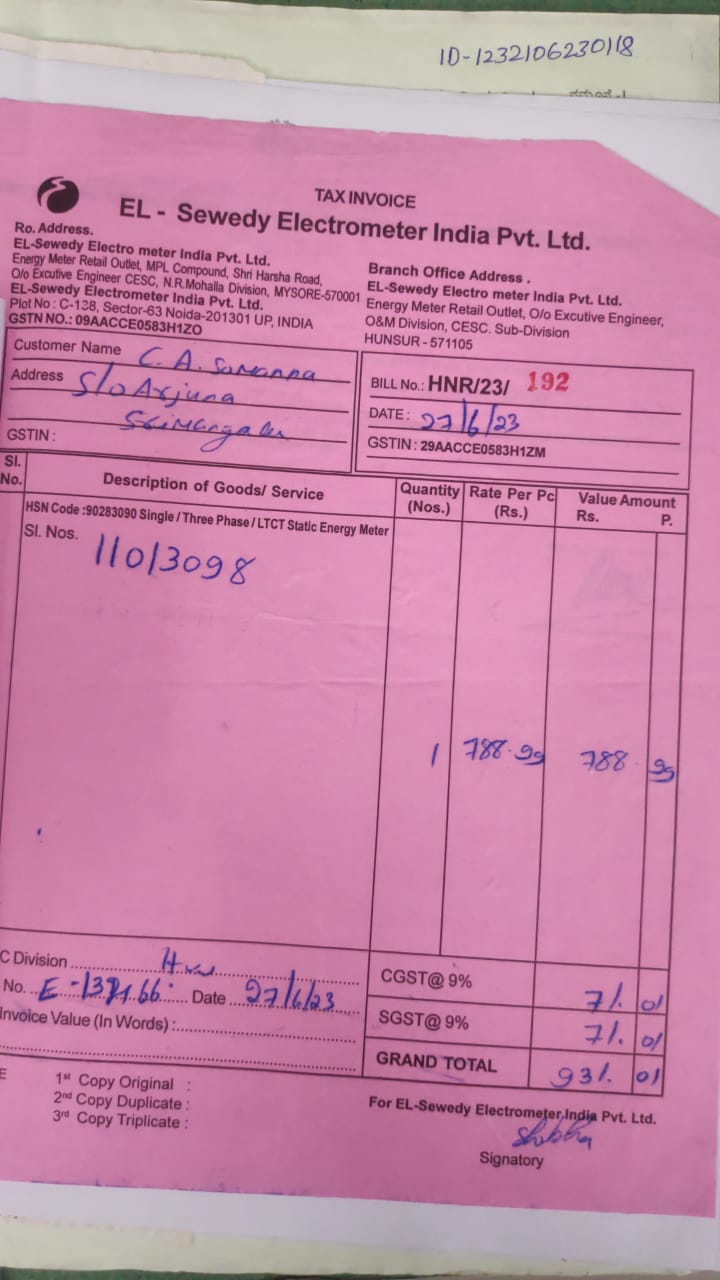 ID-1232106230118
TAX INVOICE
EL - Sewedy Electrometer India Pvt. Ltd.
Ro. Address.
EL-Sewedy Electro meter India Pvt. Ltd.
Energy Meter Retail Outlet, MPL Compound, Shri Harsha Road,
O/o Excutive Engineer CESC, N.R.Mohalla Division, MYSORE-570001
EL-Sewedy Electrometer India Pvt. Ltd.
Plot No : C-138, Sector-63 Noida-201301 UP, INDIA
GSTN NO.: 09AACCE0583H1ZO
Branch Office Address .
EL-Sewedy Electro meter India Pvt. Ltd.
Energy Meter Retail Outlet, O/o Excutive Engineer,
O&M Division, CESC. Sub-Division
HUNSUR - 571105
Customer Name C. A. Somanna
Address S/o Arjuna
Srimangala
GSTIN :
BILL No.: HNR/23/ 192
DATE : 27/6/23
GSTIN : 29AACCE0583H1ZM
Sl. No. Description of Goods/ Service Quantity (Nos.) Rate Per Pc (Rs.) Value Amount Rs. P.
HSN Code :90283090 Single / Three Phase / LTCT Static Energy Meter
Sl. Nos.
11013098
1 788.99 788.99
C Division
No. Date 27/6/23
Invoice Value (In Words) :
CGST@ 9% 71. 01
SGST@ 9% 71. 01
GRAND TOTAL 931. 01
E 1st Copy Original :
2nd Copy Duplicate :
3rd Copy Triplicate :
For EL-Sewedy Electrometer India Pvt. Ltd.
Shobha
Signatory